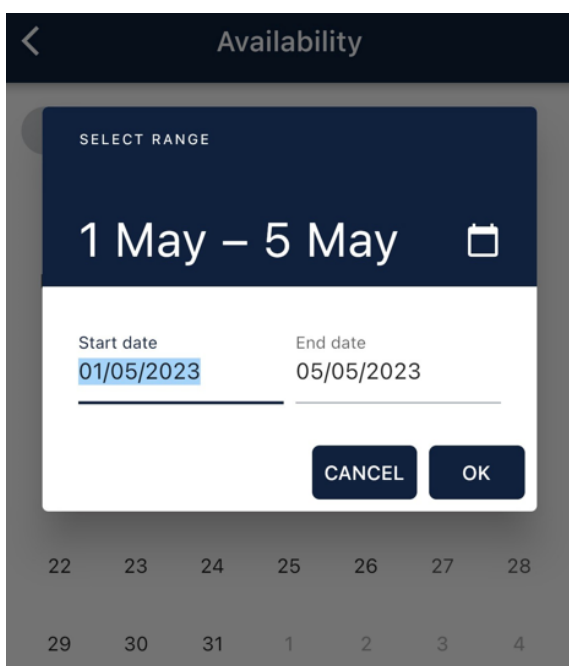 Availability
SELECT RANGE
1 May – 5 May
Start date End date
01/05/2023 05/05/2023
CANCEL OK
22 23 24 25 26 27 28
29 30 31 1 2 3 4